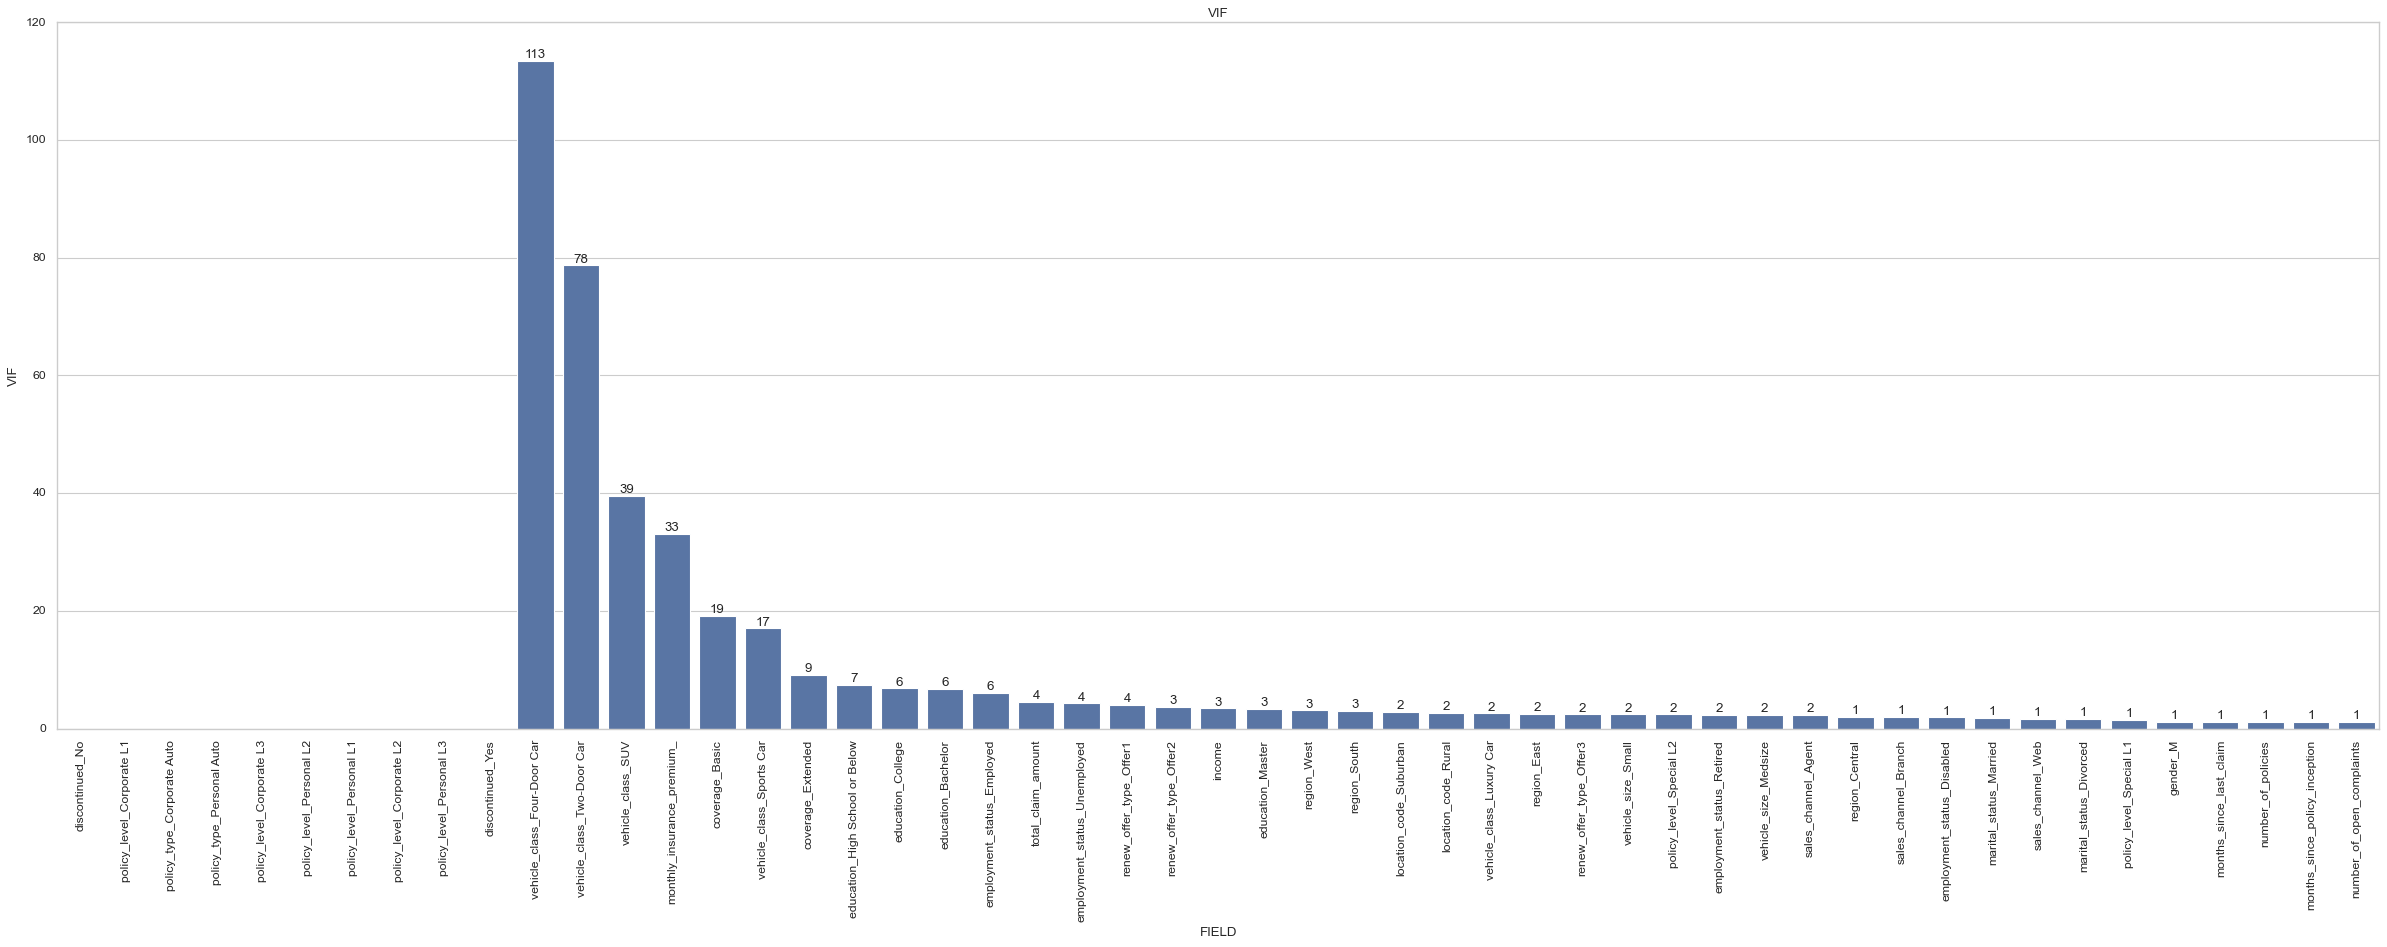 VIF
120
100
80
60
40
20
0
VIF
113
78
39
33
19
17
9
7
6
6
6
4
4
4
3
3
3
3
3
2
2
2
2
2
2
2
2
2
2
1
1
1
1
1
1
1
1
1
1
1
1
discontinued_No
policy_level_Corporate L1
policy_type_Corporate Auto
policy_type_Personal Auto
policy_level_Corporate L3
policy_level_Personal L2
policy_level_Personal L1
policy_level_Corporate L2
policy_level_Personal L3
discontinued_Yes
vehicle_class_Four-Door Car
vehicle_class_Two-Door Car
vehicle_class_SUV
monthly_insurance_premium_
coverage_Basic
vehicle_class_Sports Car
coverage_Extended
education_High School or Below
education_College
education_Bachelor
employment_status_Employed
total_claim_amount
employment_status_Unemployed
renew_offer_type_Offer1
renew_offer_type_Offer2
income
education_Master
region_West
region_South
location_code_Suburban
location_code_Rural
vehicle_class_Luxury Car
region_East
renew_offer_type_Offer3
vehicle_size_Small
policy_level_Special L2
employment_status_Retired
vehicle_size_Medsize
sales_channel_Agent
region_Central
sales_channel_Branch
employment_status_Disabled
marital_status_Married
sales_channel_Web
marital_status_Divorced
policy_level_Special L1
gender_M
months_since_last_claim
number_of_policies
months_since_policy_inception
number_of_open_complaints
FIELD